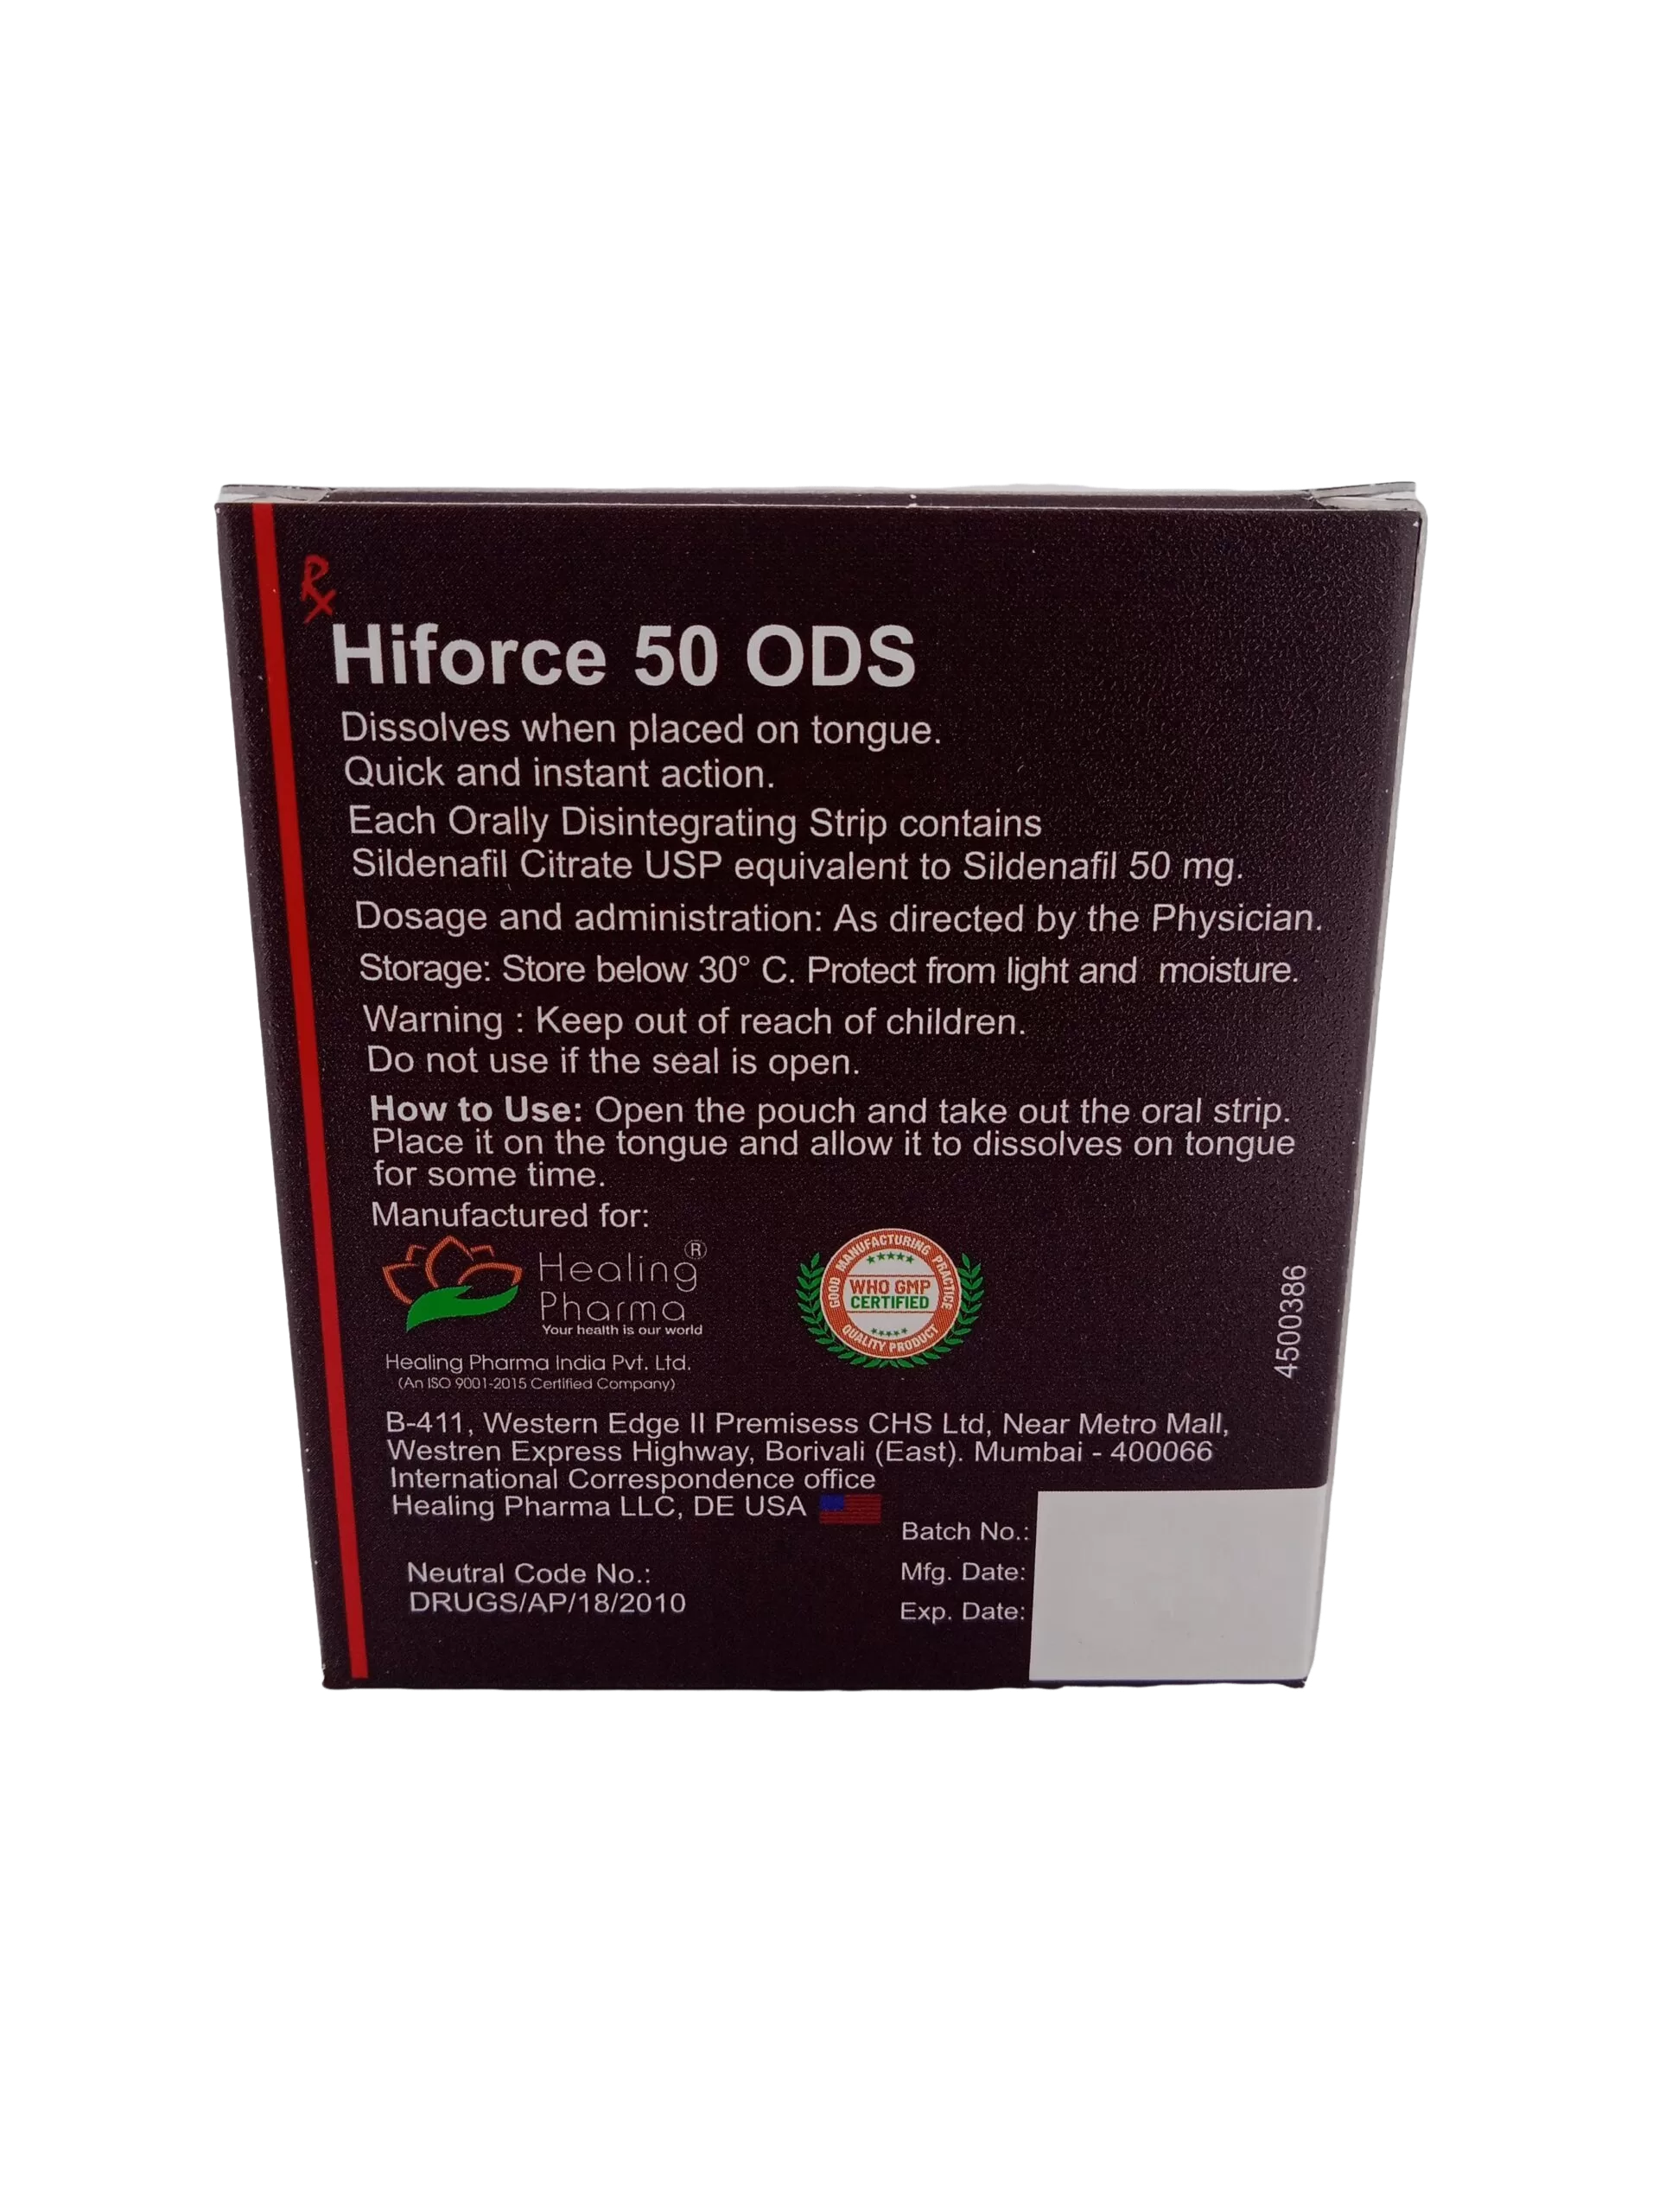 Rx
Hiforce 50 ODS
Dissolves when placed on tongue.
Quick and instant action.
Each Orally Disintegrating Strip contains
Sildenafil Citrate USP equivalent to Sildenafil 50 mg.
Dosage and administration: As directed by the Physician.
Storage: Store below 30° C. Protect from light and moisture.
Warning : Keep out of reach of children.
Do not use if the seal is open.
How to Use: Open the pouch and take out the oral strip.
Place it on the tongue and allow it to dissolves on tongue
for some time.
Manufactured for:
Healing®
Pharma
Your health is our world
Healing Pharma India Pvt. Ltd.
(An ISO 9001-2015 Certified Company)
GOOD MANUFACTURING PRACTICE
WHO GMP
CERTIFIED
QUALITY PRODUCT
4500386
B-411, Western Edge II Premisess CHS Ltd, Near Metro Mall,
Westren Express Highway, Borivali (East). Mumbai - 400066
International Correspondence office
Healing Pharma LLC, DE USA
Neutral Code No.:
DRUGS/AP/18/2010
Batch No.:
Mfg. Date:
Exp. Date: